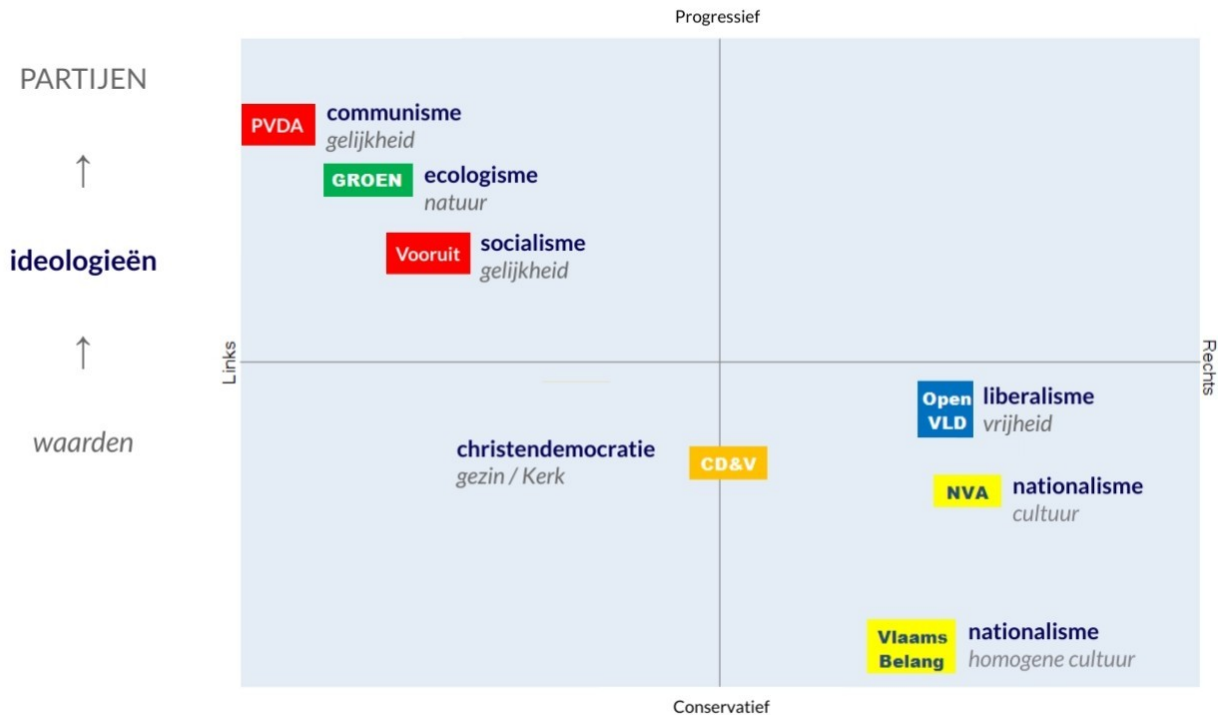 Progressief
PARTIJEN
PVDA
communisme
gelijkheid
GROEN
ecologisme
natuur
ideologieën
Vooruit
socialisme
gelijkheid
Links
Rechts
waarden
Open
VLD
liberalisme
vrijheid
christendemocratie
gezin / Kerk
CD&V
NVA
nationalisme
cultuur
Vlaams
Belang
nationalisme
homogene cultuur
Conservatief